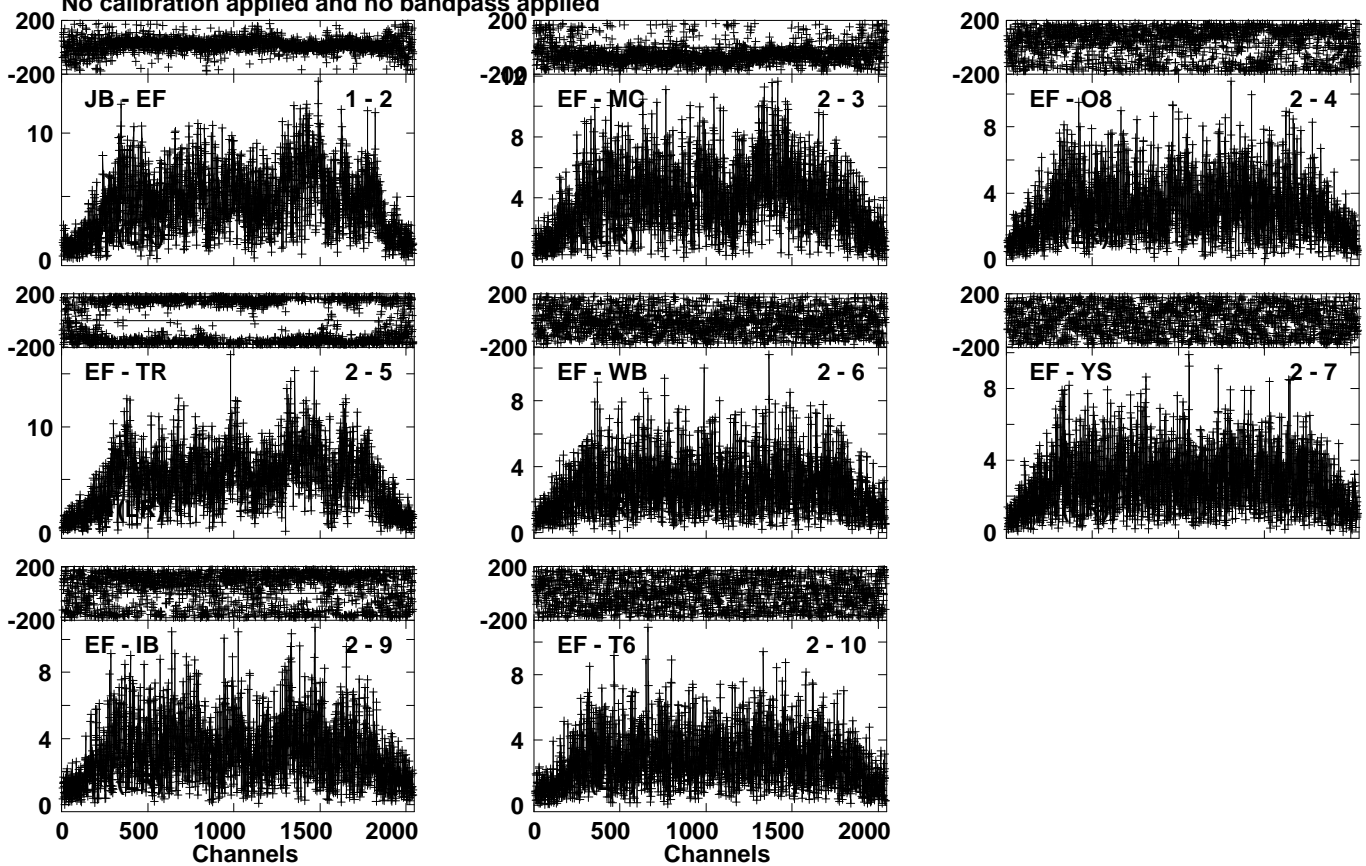 No calibration applied and no bandpass applied
200
-200
JB - EF 1 - 2
10
0
200
-200
EF - MC 2 - 3
8
4
0
200
-200
EF - O8 2 - 4
8
4
0
200
-200
EF - TR 2 - 5
10
0
200
-200
EF - WB 2 - 6
8
4
0
200
-200
EF - YS 2 - 7
8
4
0
200
-200
EF - IB 2 - 9
8
4
0
0 500 1000 1500 2000
Channels
200
-200
EF - T6 2 - 10
8
4
0
0 500 1000 1500 2000
Channels